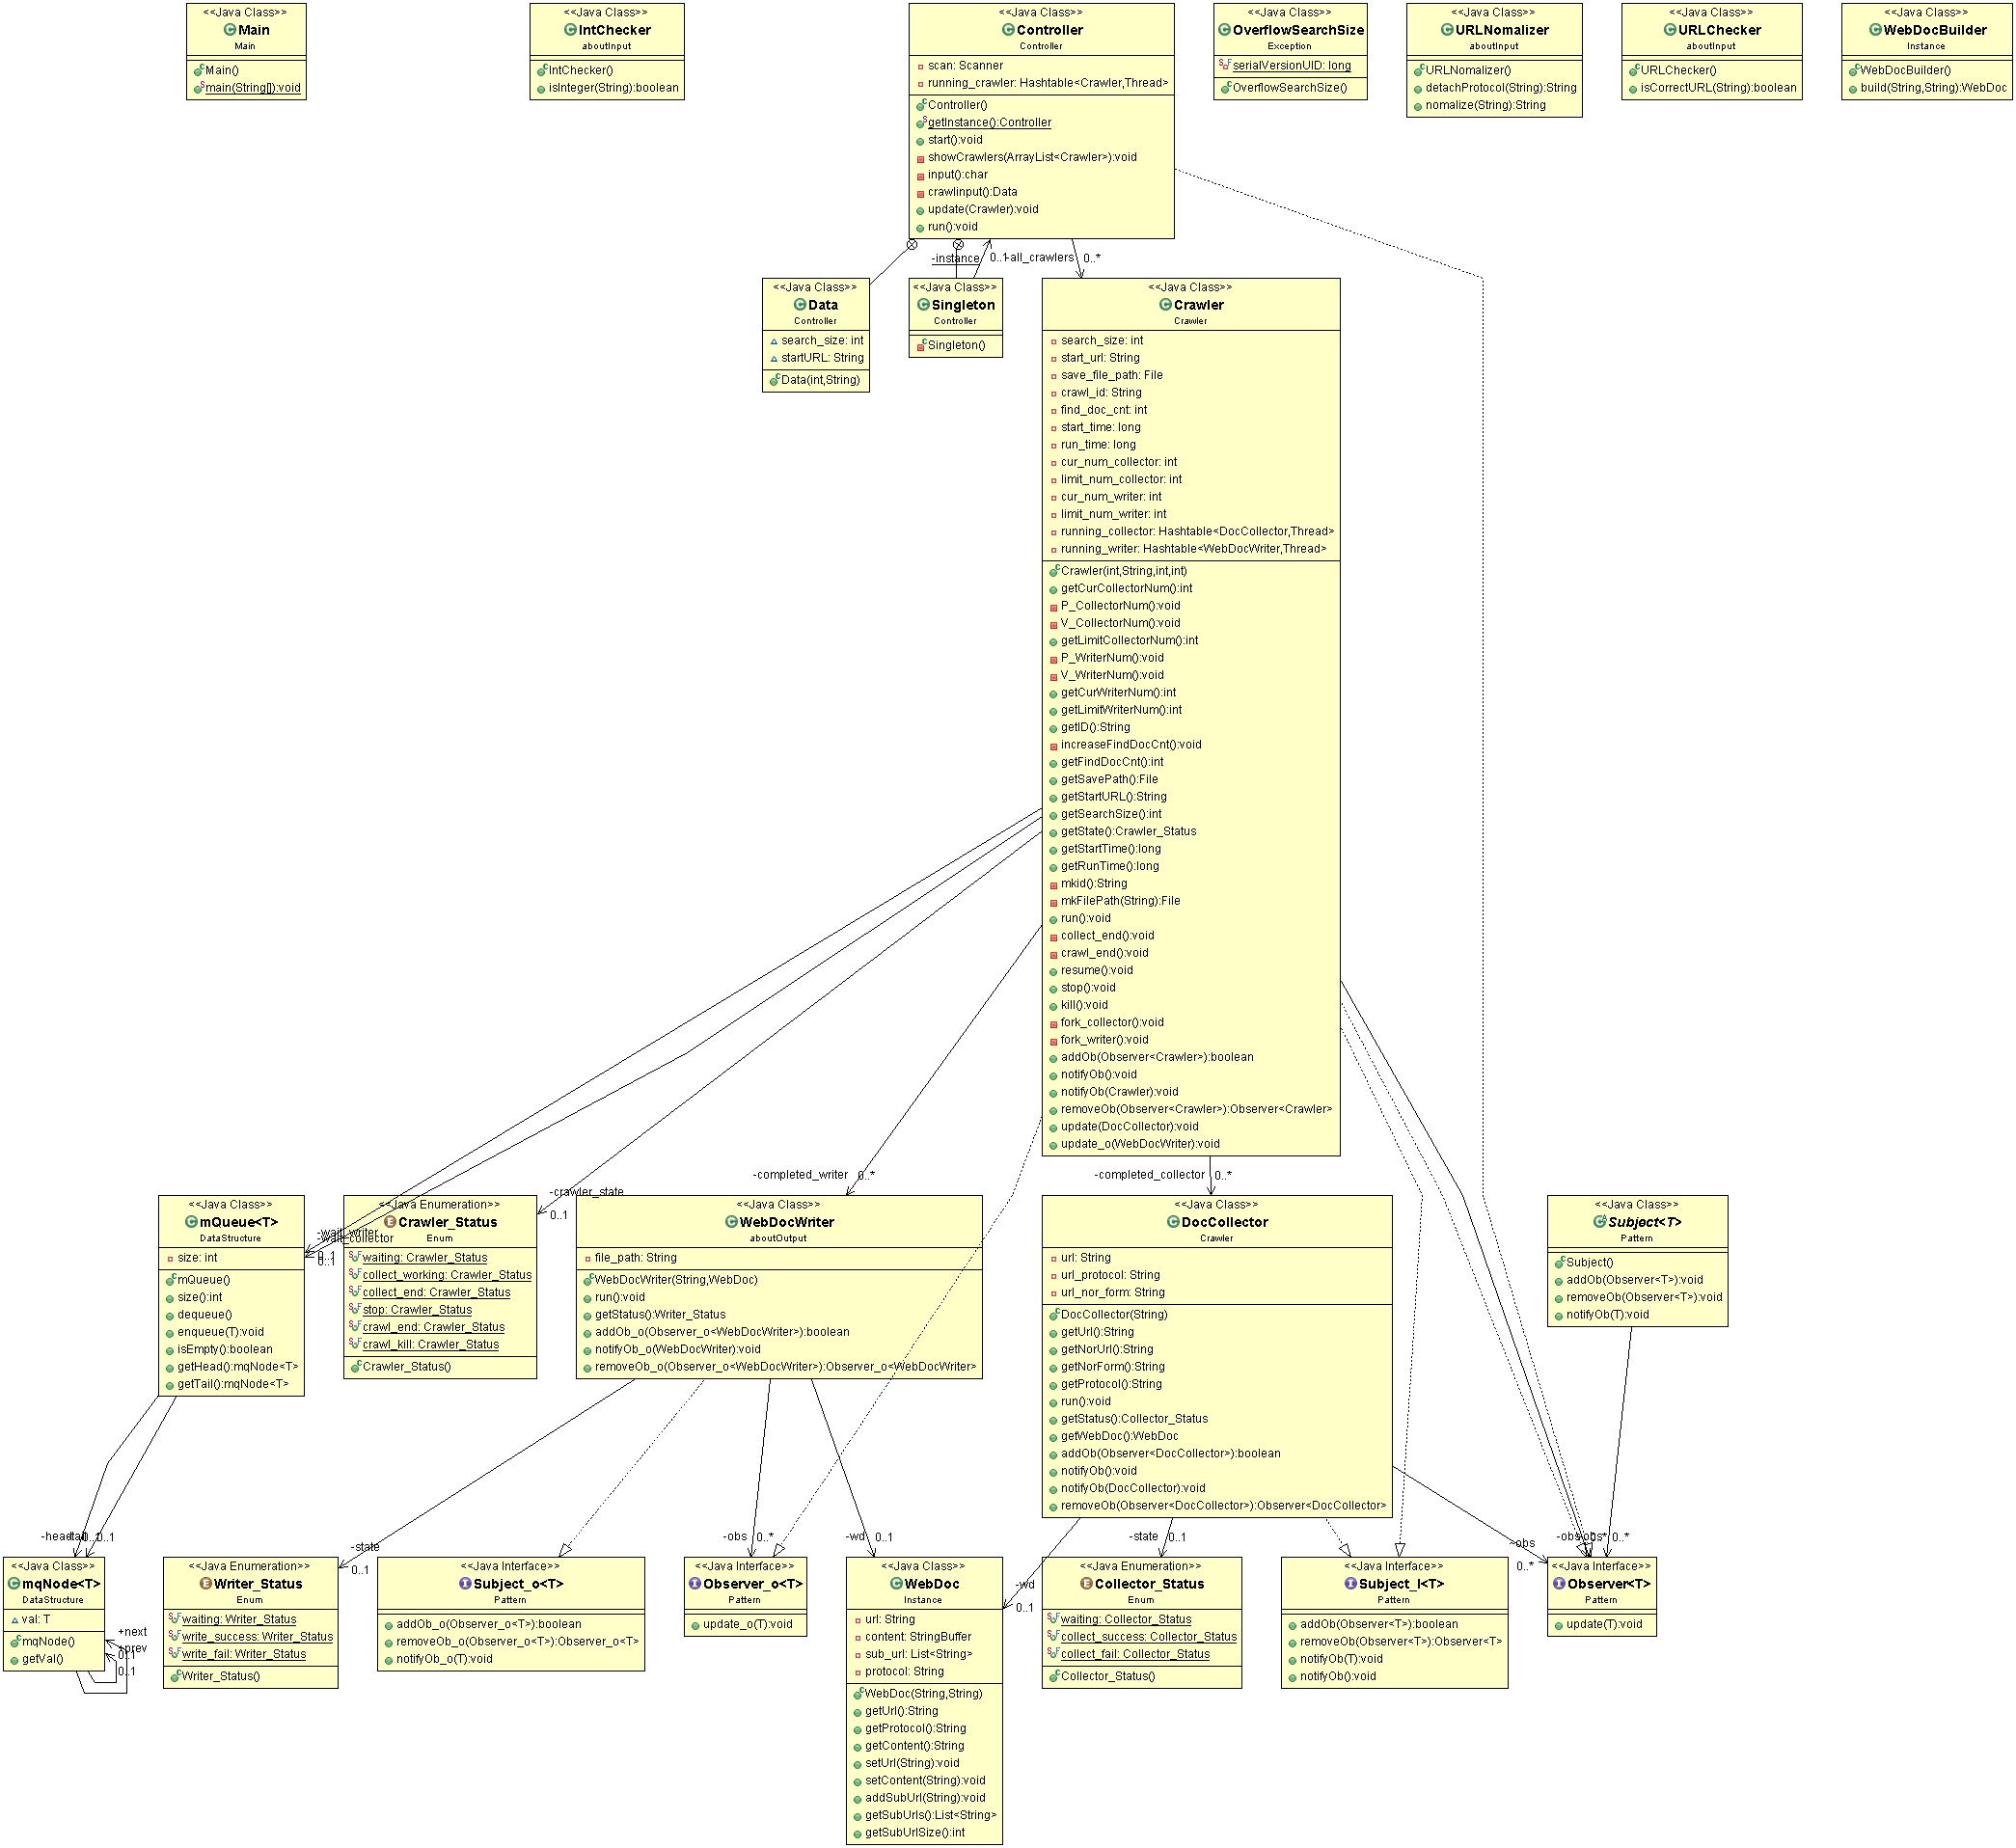 <<Java Class>>
Main
Main
Main()
main(String[]):void
<<Java Class>>
IntChecker
aboutInput
IntChecker()
isInteger(String):boolean
<<Java Class>>
Controller
Controller
scan: Scanner
running_crawler: Hashtable<Crawler,Thread>
Controller()
getInstance():Controller
start():void
showCrawlers(ArrayList<Crawler>):void
input():char
crawlinput():Data
update(Crawler):void
run():void
<<Java Class>>
OverflowSearchSize
Exception
serialVersionUID: long
OverflowSearchSize()
<<Java Class>>
URLNomalizer
aboutInput
URLNomalizer()
detachProtocol(String):String
nomalize(String):String
<<Java Class>>
URLChecker
aboutInput
URLChecker()
isCorrectURL(String):boolean
<<Java Class>>
WebDocBuilder
Instance
WebDocBuilder()
build(String,String):WebDoc
-instance
0..1
-all_crawlers
0..*
<<Java Class>>
Data
Controller
search_size: int
startURL: String
Data(int,String)
<<Java Class>>
Singleton
Controller
Singleton()
<<Java Class>>
Crawler
Crawler
search_size: int
start_url: String
save_file_path: File
crawl_id: String
find_doc_cnt: int
start_time: long
run_time: long
cur_num_collector: int
limit_num_collector: int
cur_num_writer: int
limit_num_writer: int
running_collector: Hashtable<DocCollector,Thread>
running_writer: Hashtable<WebDocWriter,Thread>
Crawler(int,String,int,int)
getCurCollectorNum():int
P_CollectorNum():void
V_CollectorNum():void
getLimitCollectorNum():int
P_WriterNum():void
V_WriterNum():void
getCurWriterNum():int
getLimitWriterNum():int
getID():String
increaseFindDocCnt():void
getFindDocCnt():int
getSavePath():File
getStartURL():String
getSearchSize():int
getState():Crawler_Status
getStartTime():long
getRunTime():long
mkid():String
mkFilePath(String):File
run():void
collect_end():void
crawl_end():void
resume():void
stop():void
kill():void
fork_collector():void
fork_writer():void
addOb(Observer<Crawler>):boolean
notifyOb():void
notifyOb(Crawler):void
removeOb(Observer<Crawler>):Observer<Crawler>
update(DocCollector):void
update_o(WebDocWriter):void
-completed_writer
0..*
-completed_collector
0..*
-crawler_state
0..1
-wait_writer
0..1
-wait_collector
0..1
<<Java Class>>
mQueue<T>
DataStructure
size: int
mQueue()
size():int
dequeue()
enqueue(T):void
isEmpty():boolean
getHead():mqNode<T>
getTail():mqNode<T>
<<Java Enumeration>>
Crawler_Status
Enum
waiting: Crawler_Status
collect_working: Crawler_Status
collect_end: Crawler_Status
stop: Crawler_Status
crawl_end: Crawler_Status
crawl_kill: Crawler_Status
Crawler_Status()
<<Java Class>>
WebDocWriter
aboutOutput
file_path: String
WebDocWriter(String,WebDoc)
run():void
getStatus():Writer_Status
addOb_o(Observer_o<WebDocWriter>):boolean
notifyOb_o(WebDocWriter):void
removeOb_o(Observer_o<WebDocWriter>):Observer_o<WebDocWriter>
<<Java Class>>
DocCollector
Crawler
url: String
url_protocol: String
url_nor_form: String
DocCollector(String)
getUrl():String
getNorUrl():String
getNorForm():String
getProtocol():String
run():void
getStatus():Collector_Status
getWebDoc():WebDoc
addOb(Observer<DocCollector>):boolean
notifyOb():void
notifyOb(DocCollector):void
removeOb(Observer<DocCollector>):Observer<DocCollector>
<<Java Class>>
Subject<T>
Pattern
Subject()
addOb(Observer<T>):void
removeOb(Observer<T>):void
notifyOb(T):void
-head
0..1
-state
0..1
-obs
0..*
-wd
0..1
-state
0..1
-wd
0..1
-obs
0..*
-obs
0..*
<<Java Class>>
mqNode<T>
DataStructure
val: T
mqNode()
getVal()
+next
+prev
0..1
0..1
<<Java Enumeration>>
Writer_Status
Enum
waiting: Writer_Status
write_success: Writer_Status
write_fail: Writer_Status
Writer_Status()
<<Java Interface>>
Subject_o<T>
Pattern
addOb_o(Observer_o<T>):boolean
removeOb_o(Observer_o<T>):Observer_o<T>
notifyOb_o(T):void
<<Java Interface>>
Observer_o<T>
Pattern
update_o(T):void
<<Java Class>>
WebDoc
Instance
url: String
content: StringBuffer
sub_url: List<String>
protocol: String
WebDoc(String,String)
getUrl():String
getProtocol():String
getContent():String
setUrl(String):void
setContent(String):void
addSubUrl(String):void
getSubUrls():List<String>
getSubUrlSize():int
<<Java Enumeration>>
Collector_Status
Enum
waiting: Collector_Status
collect_success: Collector_Status
collect_fail: Collector_Status
Collector_Status()
<<Java Interface>>
Subject_I<T>
Pattern
addOb(Observer<T>):boolean
removeOb(Observer<T>):Observer<T>
notifyOb(T):void
notifyOb():void
<<Java Interface>>
Observer<T>
Pattern
update(T):void